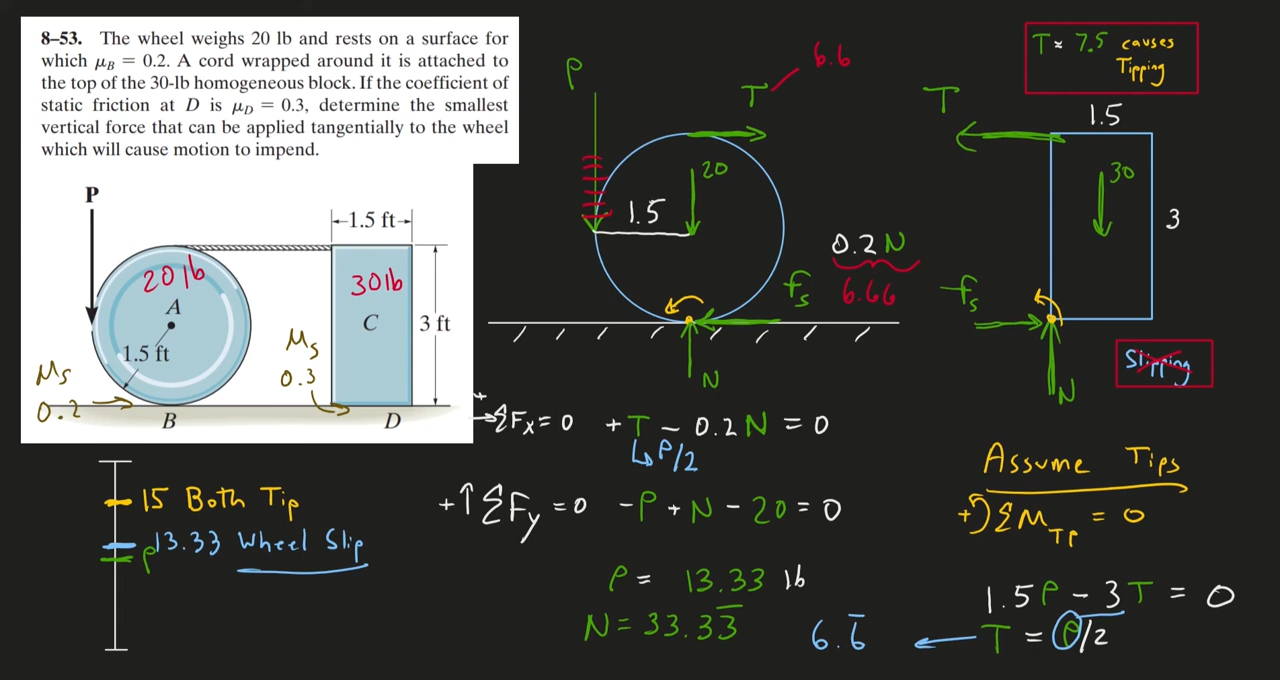 8–53. The wheel weighs 20 lb and rests on a surface for
which μB = 0.2. A cord wrapped around it is attached to
the top of the 30-lb homogeneous block. If the coefficient of
static friction at D is μD = 0.3, determine the smallest
vertical force that can be applied tangentially to the wheel
which will cause motion to impend.
P
1.5 ft
20 lb
A
1.5 ft
30 lb
C
3 ft
Ms
0.2
Ms
0.3
B
D
15 Both Tip
P
13.33 Wheel Slip
P
T
6.6
20
1.5
0.2N
fs
6.66
N
T ≈ 7.5 causes
Tipping
T
1.5
30
3
fs
N
Slipping
ΣFx = 0 + T − 0.2N = 0
↳ P/2
+↑ ΣFy = 0 −P + N − 20 = 0
P = 13.33 lb
N = 33.33̅
6.6̅
Assume Tips
+) ΣMTP = 0
1.5P − 3T = 0
← T = P/2